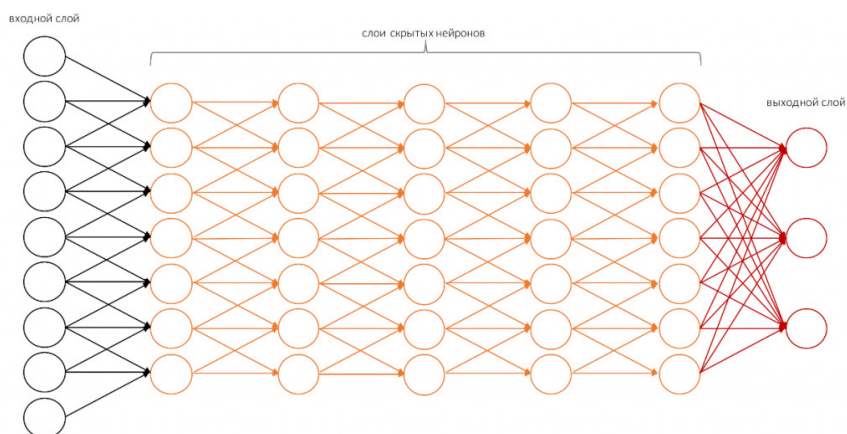 входной слой
слои скрытых нейронов
выходной слой